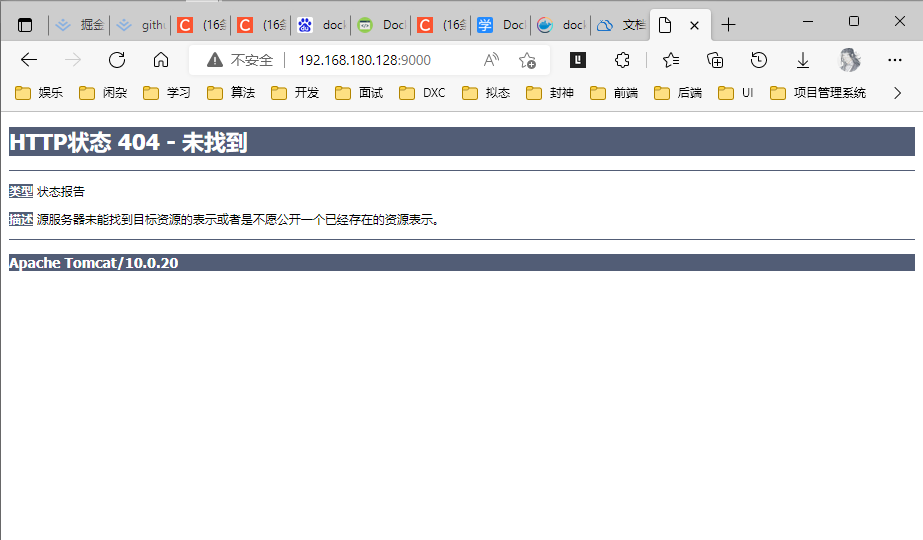 掘金
githu
(16条
(16条
dock
Dock
(16条
Doc
dock
文档
不安全 192.168.180.128:9000
娱乐 闲杂 学习 算法 开发 面试 DXC 拟态 封神 前端 后端 UI 项目管理系统
HTTP状态 404 - 未找到
类型 状态报告
描述 源服务器未能找到目标资源的表示或者是不愿公开一个已经存在的资源表示。
Apache Tomcat/10.0.20